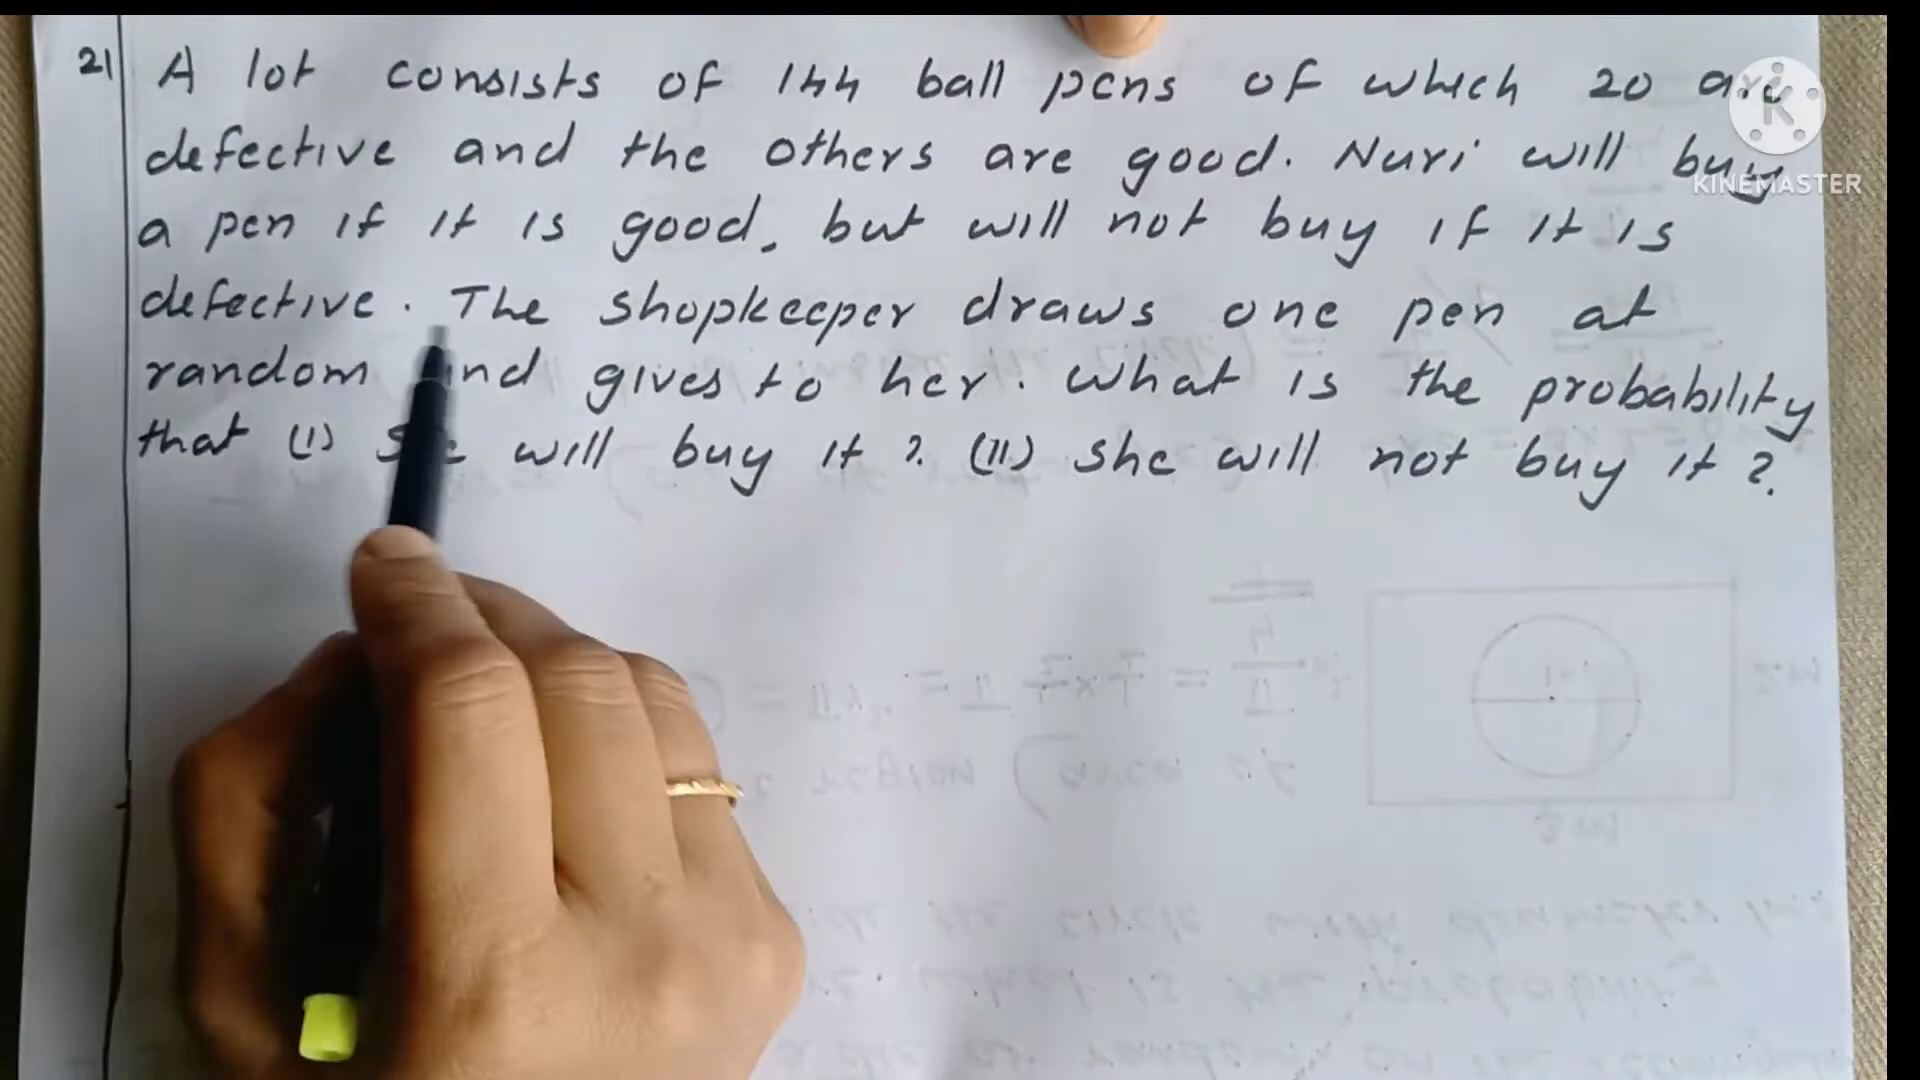 21 A lot consists of 144 ball pens of which 20 are
defective and the others are good. Nuri will buy
a pen if it is good, but will not buy if it is
defective. The shopkeeper draws one pen at
random and gives to her. What is the probability
that (i) she will buy it ? (ii) she will not buy it ?
KINEMASTER